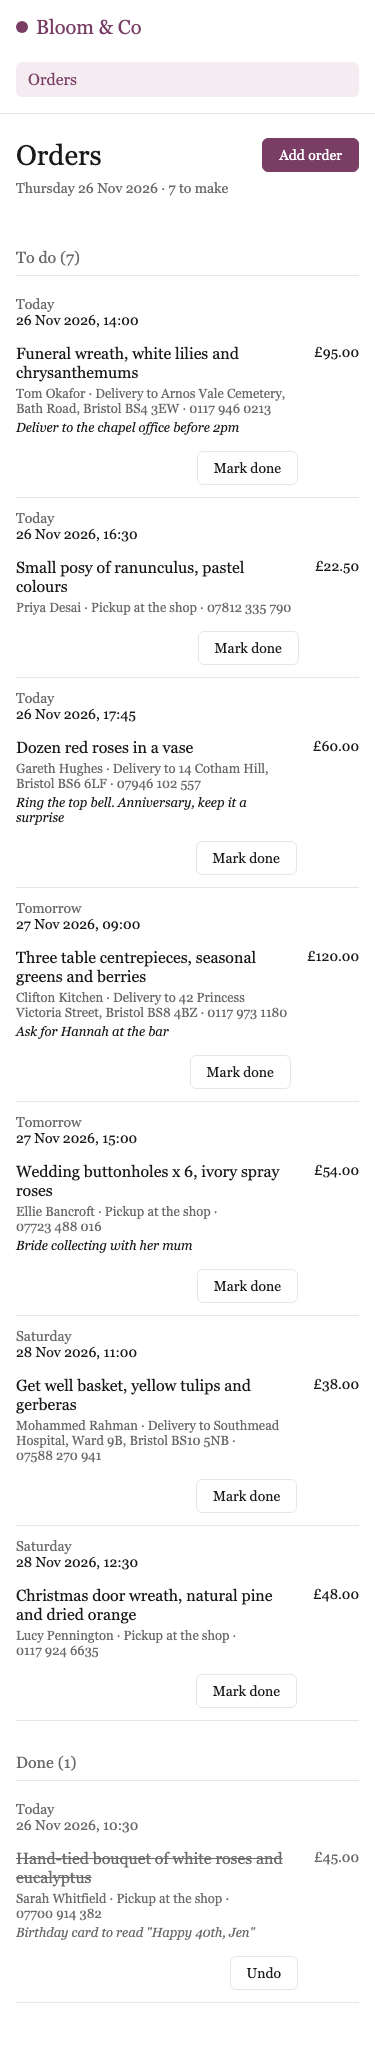 Bloom & Co
Orders
Orders
Add order
Thursday 26 Nov 2026 · 7 to make
To do (7)
Today
26 Nov 2026, 14:00
Funeral wreath, white lilies and
chrysanthemums
£95.00
Tom Okafor · Delivery to Arnos Vale Cemetery,
Bath Road, Bristol BS4 3EW · 0117 946 0213
Deliver to the chapel office before 2pm
Mark done
Today
26 Nov 2026, 16:30
Small posy of ranunculus, pastel
colours
£22.50
Priya Desai · Pickup at the shop · 07812 335 790
Mark done
Today
26 Nov 2026, 17:45
Dozen red roses in a vase
£60.00
Gareth Hughes · Delivery to 14 Cotham Hill,
Bristol BS6 6LF · 07946 102 557
Ring the top bell. Anniversary, keep it a
surprise
Mark done
Tomorrow
27 Nov 2026, 09:00
Three table centrepieces, seasonal
greens and berries
£120.00
Clifton Kitchen · Delivery to 42 Princess
Victoria Street, Bristol BS8 4BZ · 0117 973 1180
Ask for Hannah at the bar
Mark done
Tomorrow
27 Nov 2026, 15:00
Wedding buttonholes x 6, ivory spray
roses
£54.00
Ellie Bancroft · Pickup at the shop ·
07723 488 016
Bride collecting with her mum
Mark done
Saturday
28 Nov 2026, 11:00
Get well basket, yellow tulips and
gerberas
£38.00
Mohammed Rahman · Delivery to Southmead
Hospital, Ward 9B, Bristol BS10 5NB ·
07588 270 941
Mark done
Saturday
28 Nov 2026, 12:30
Christmas door wreath, natural pine
and dried orange
£48.00
Lucy Pennington · Pickup at the shop ·
0117 924 6635
Mark done
Done (1)
Today
26 Nov 2026, 10:30
Hand-tied bouquet of white roses and
eucalyptus
£45.00
Sarah Whitfield · Pickup at the shop ·
07700 914 382
Birthday card to read "Happy 40th, Jen"
Undo